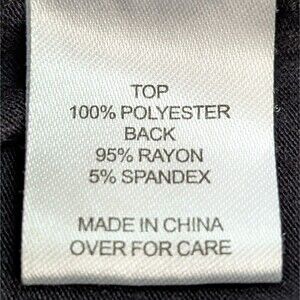 TOP
100% POLYESTER
BACK
95% RAYON
5% SPANDEX
MADE IN CHINA
OVER FOR CARE